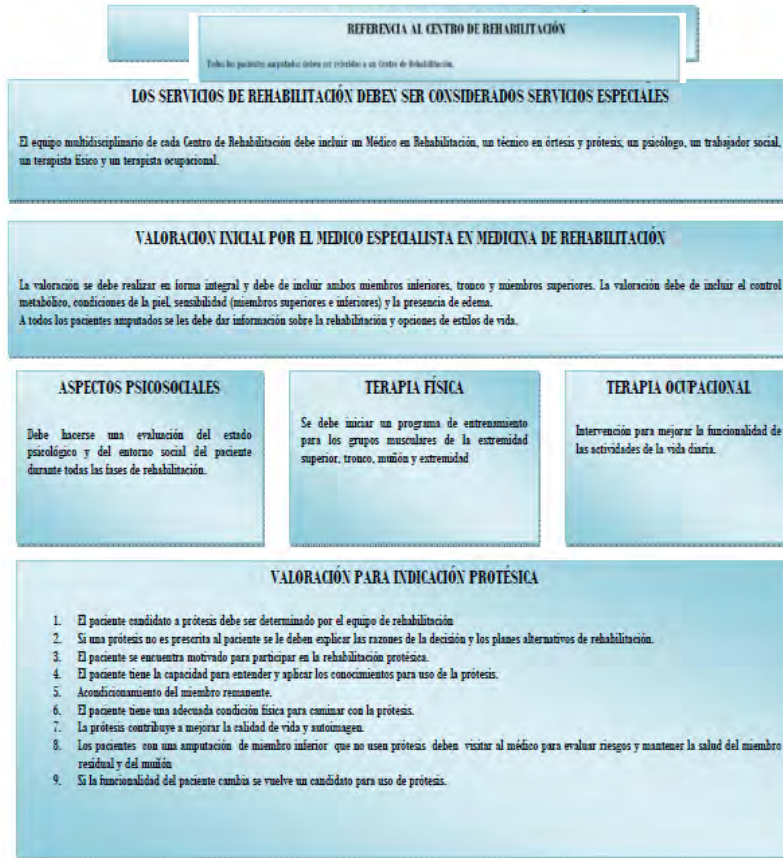 REFERENCIA AL CENTRO DE REHABILITACIÓN
Todos los pacientes amputados deben ser referidos a un Centro de Rehabilitación.
LOS SERVICIOS DE REHABILITACIÓN DEBEN SER CONSIDERADOS SERVICIOS ESPECIALES
El equipo multidisciplinario de cada Centro de Rehabilitación debe incluir un Médico en Rehabilitación, un técnico en órtesis y prótesis, un psicólogo, un trabajador social,
un terapista físico y un terapista ocupacional.
VALORACION INICIAL POR EL MEDICO ESPECIALISTA EN MEDICINA DE REHABILITACIÓN
La valoración se debe realizar en forma integral y debe de incluir ambos miembros inferiores, tronco y miembros superiores. La valoración debe de incluir el control
metabólico, condiciones de la piel, sensibilidad (miembros superiores e inferiores) y la presencia de edema.
A todos los pacientes amputados se les debe dar información sobre la rehabilitación y opciones de estilos de vida.
ASPECTOS PSICOSOCIALES
Debe hacerse una evaluación del estado
psicológico y del entorno social del paciente
durante todas las fases de rehabilitación.
TERAPIA FÍSICA
Se debe iniciar un programa de entrenamiento
para los grupos musculares de la extremidad
superior, tronco, muñón y extremidad
TERAPIA OCUPACIONAL
Intervención para mejorar la funcionalidad de
las actividades de la vida diaria.
VALORACIÓN PARA INDICACIÓN PROTÉSICA
1. El paciente candidato a prótesis debe ser determinado por el equipo de rehabilitación
2. Si una prótesis no es prescrita al paciente se le deben explicar las razones de la decisión y los planes alternativos de rehabilitación.
3. El paciente se encuentra motivado para participar en la rehabilitación protésica.
4. El paciente tiene la capacidad para entender y aplicar los conocimientos para uso de la prótesis.
5. Acondicionamiento del miembro remanente.
6. El paciente tiene una adecuada condición física para caminar con la prótesis.
7. La prótesis contribuye a mejorar la calidad de vida y autoimagen.
8. Los pacientes con una amputación de miembro inferior que no usen prótesis deben visitar al médico para evaluar riesgos y mantener la salud del miembro
residual y del muñón
9. Si la funcionalidad del paciente cambia se vuelve un candidato para uso de prótesis.